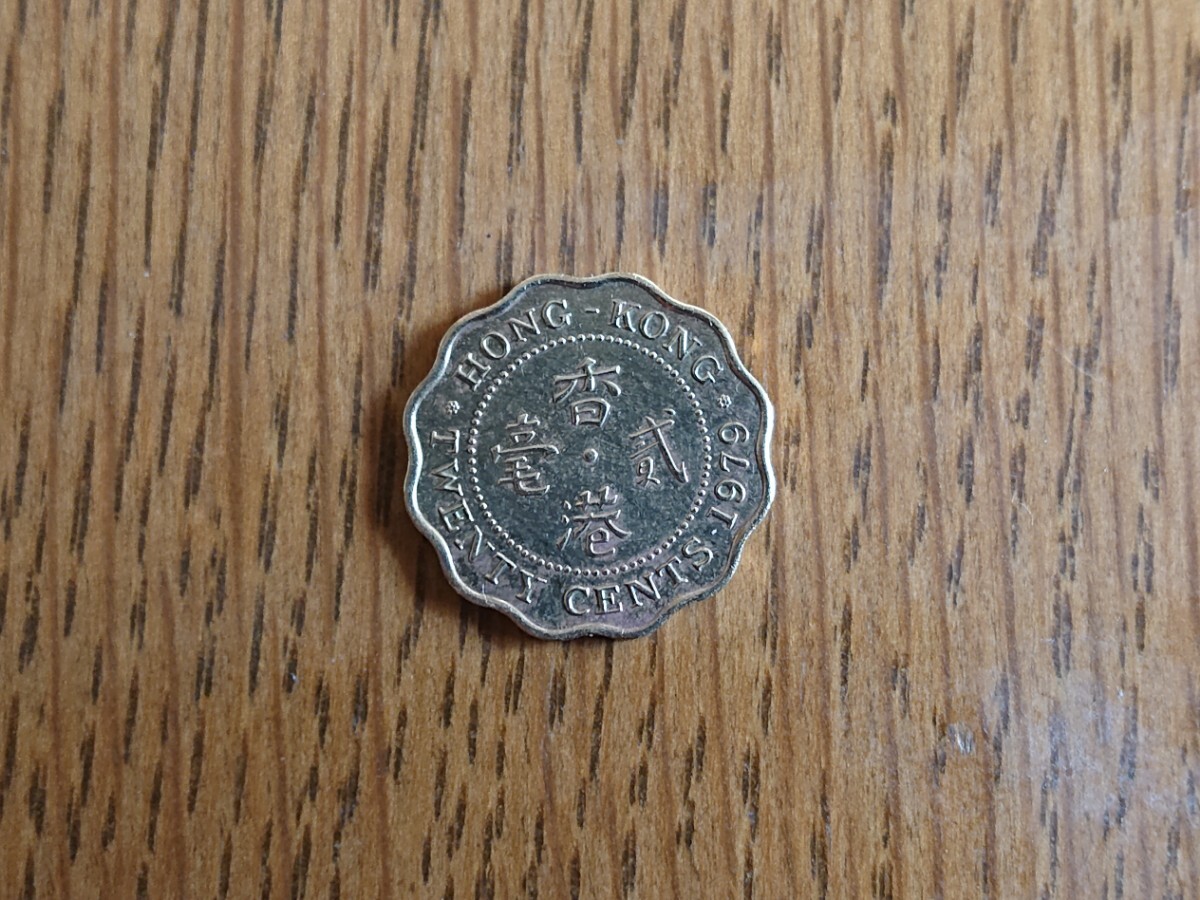 HONG-KONG
香港
貳毫
TWENTY CENTS·1979